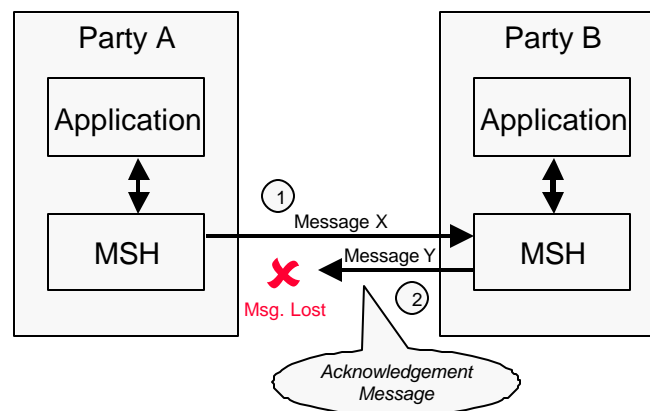 Party A
Party B
Application
Application
1
Message X
MSH
MSH
Message Y
Msg. Lost
2
Acknowledgement
Message